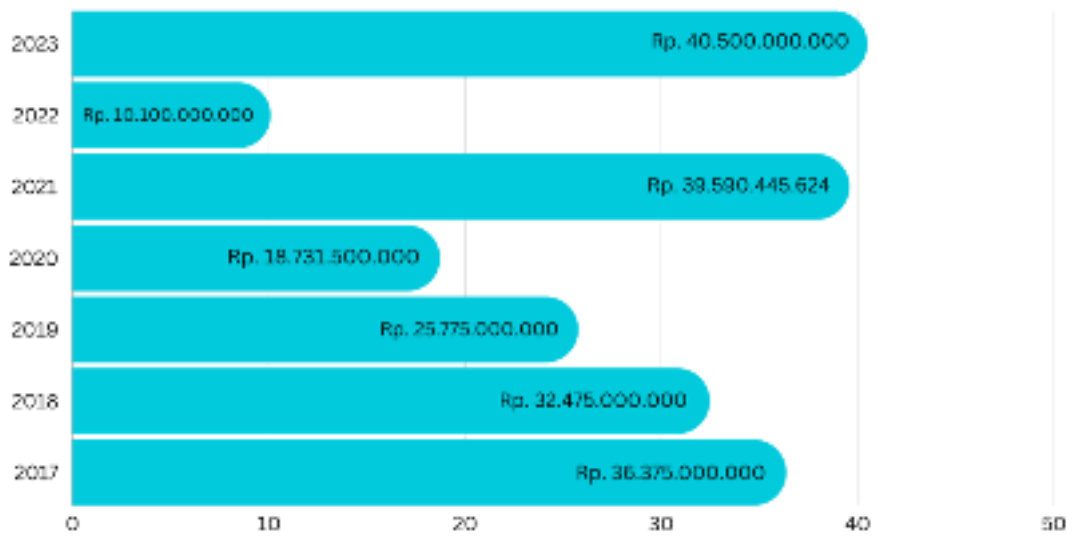 2023 Rp. 40.500.000.000
2022 Rp. 10.100.000.000
2021 Rp. 39.590.445.624
2020 Rp. 18.731.500.000
2019 Rp. 25.775.000.000
2018 Rp. 32.475.000.000
2017 Rp. 36.375.000.000
0 10 20 30 40 50